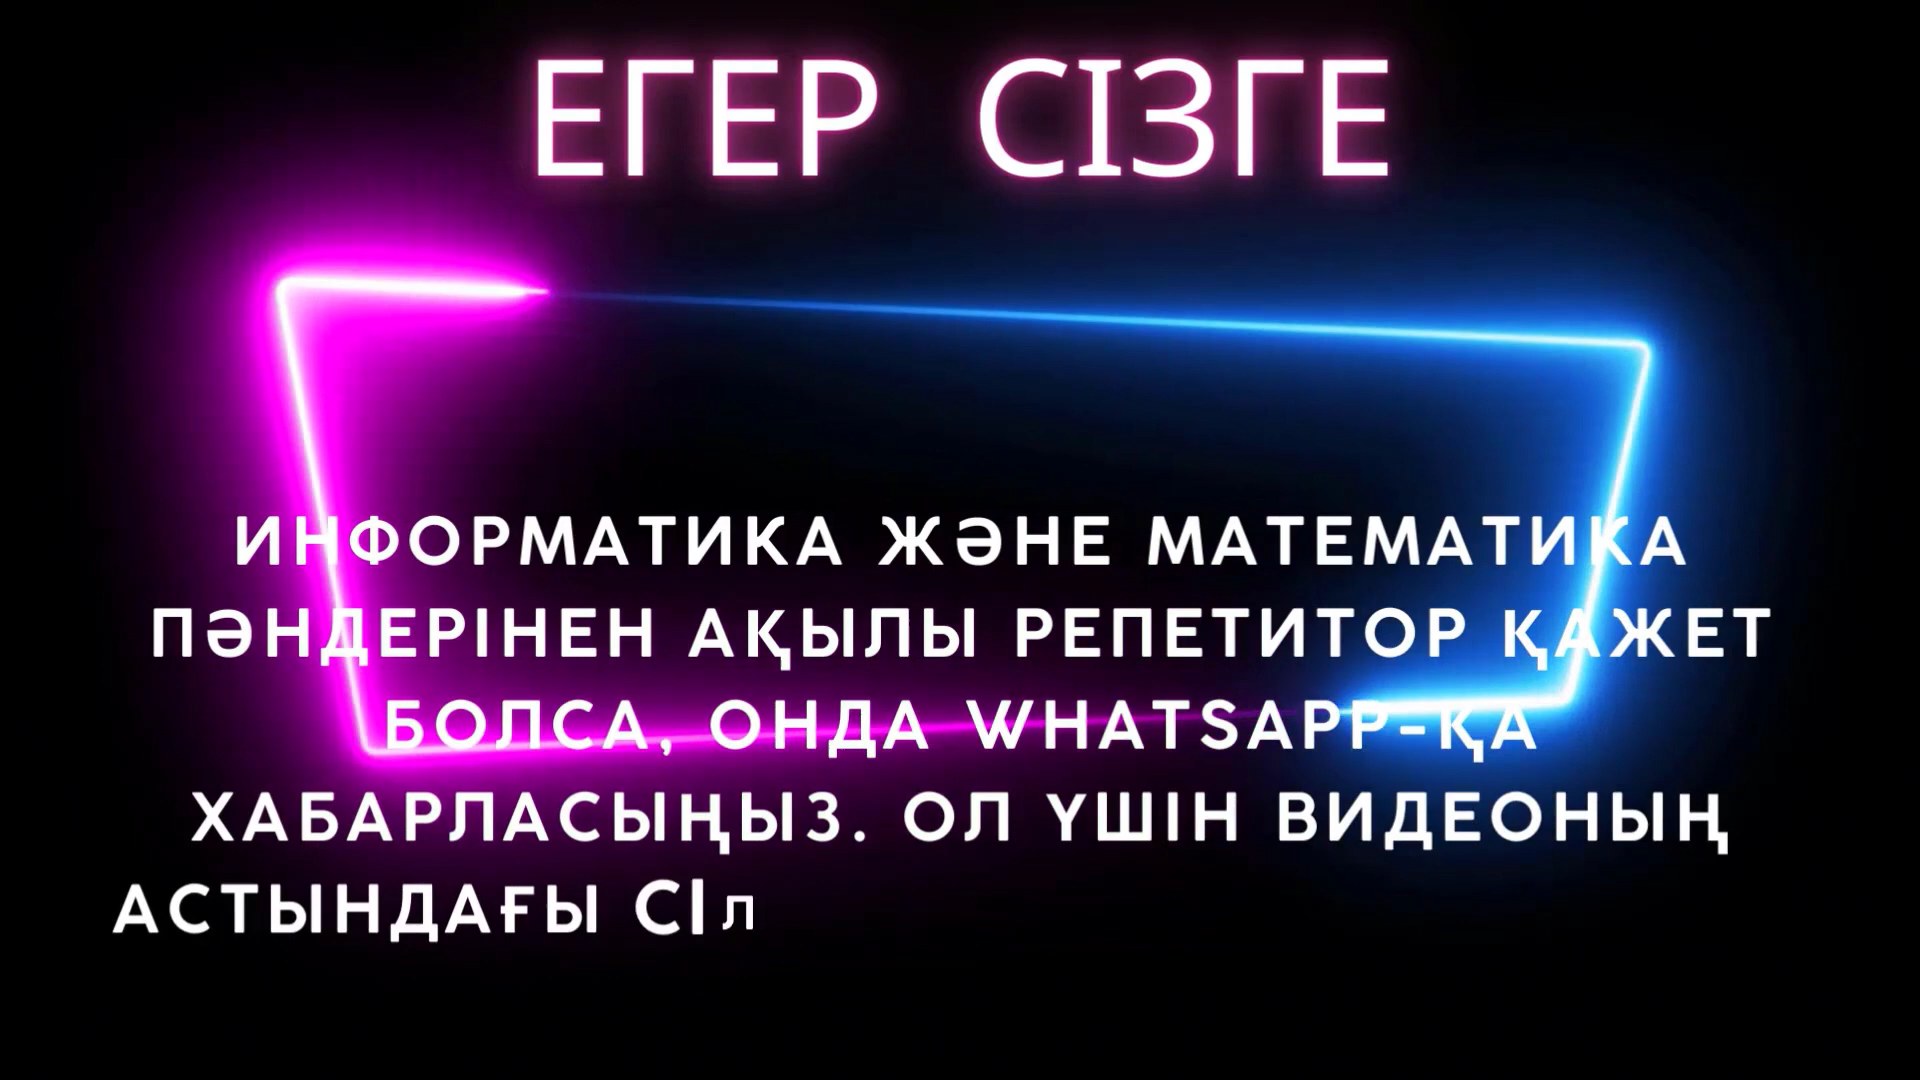 ЕГЕР СІЗГЕ
ИНФОРМАТИКА ЖӘНЕ МАТЕМАТИКА
ПӘНДЕРІНЕН АҚЫЛЫ РЕПЕТИТОР ҚАЖЕТ
БОЛСА, ОНДА WHATSAPP-ҚА
ХАБАРЛАСЫҢЫЗ. ОЛ ҮШІН ВИДЕОНЫҢ
АСТЫНДАҒЫ СІЛ